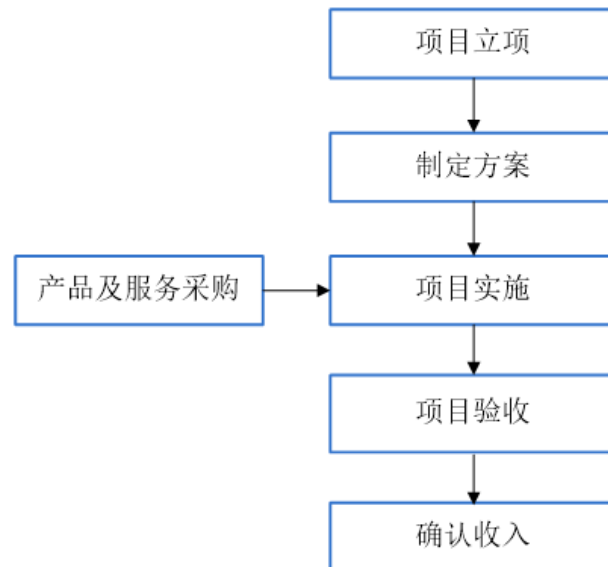 项目立项
制定方案
产品及服务采购
项目实施
项目验收
确认收入